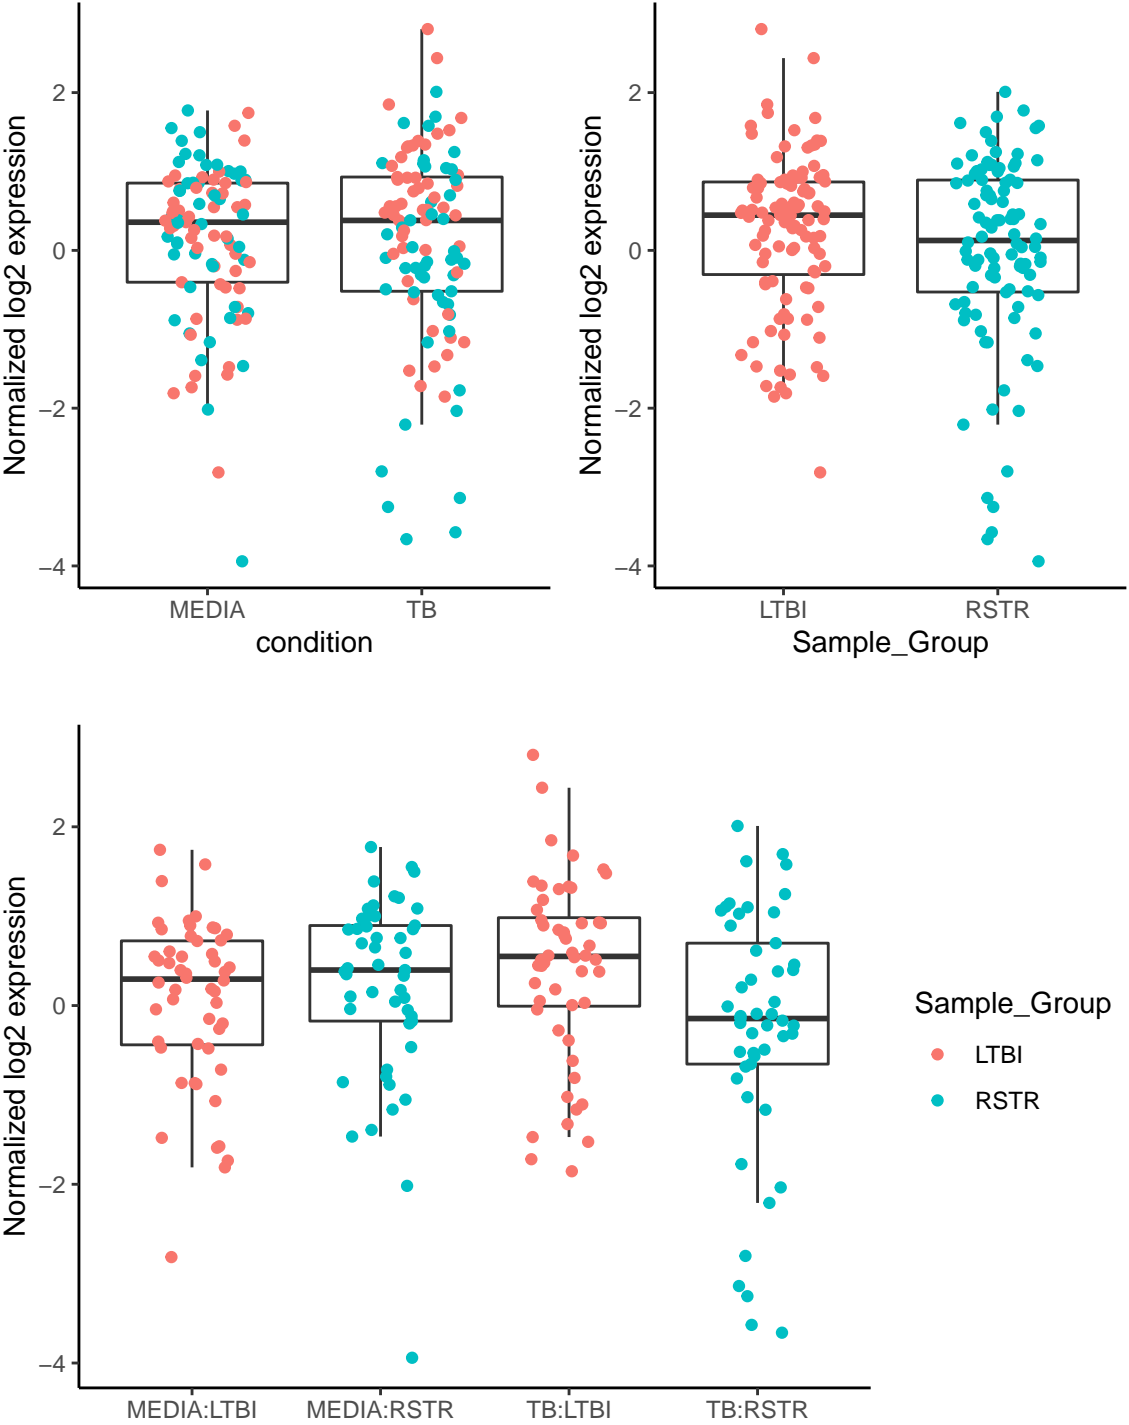 Normalized log2 expression
2
0
−2
−4
MEDIA TB
condition
Normalized log2 expression
2
0
−2
−4
LTBI RSTR
Sample_Group
Normalized log2 expression
2
0
−2
−4
MEDIA:LTBI MEDIA:RSTR TB:LTBI TB:RSTR
Sample_Group
LTBI
RSTR